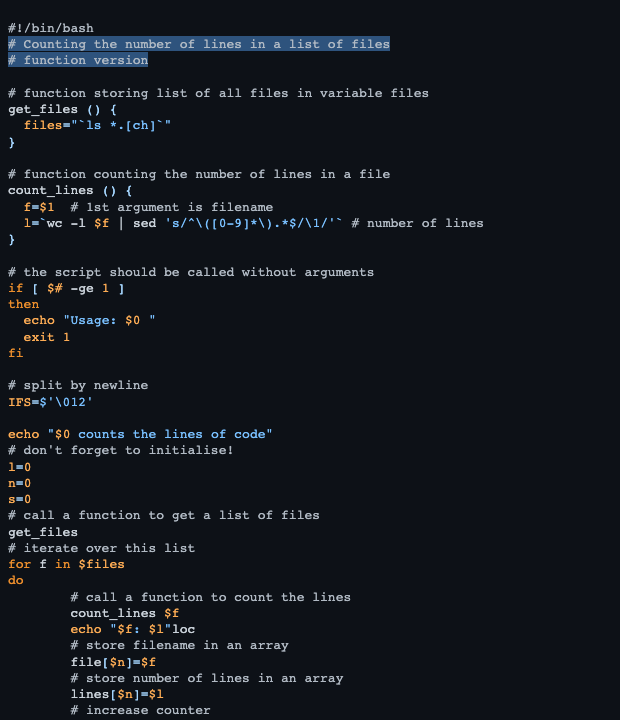 #!/bin/bash
# Counting the number of lines in a list of files
# function version
# function storing list of all files in variable files
get_files () {
files="`ls *.[ch]`"
}
# function counting the number of lines in a file
count_lines () {
f=$1 # 1st argument is filename
l=`wc -l $f | sed 's/^\([0-9]*\).*$/\1/'` # number of lines
}
# the script should be called without arguments
if [ $# -ge 1 ]
then
echo "Usage: $0 "
exit 1
fi
# split by newline
IFS=$'\012'
echo "$0 counts the lines of code"
# don't forget to initialise!
l=0
n=0
s=0
# call a function to get a list of files
get_files
# iterate over this list
for f in $files
do
# call a function to count the lines
count_lines $f
echo "$f: $l"loc
# store filename in an array
file[$n]=$f
# store number of lines in an array
lines[$n]=$l
# increase counter